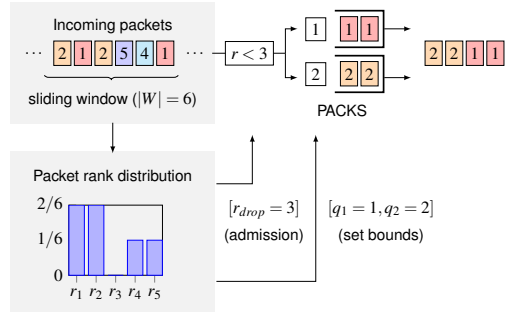 Incoming packets
··· 2 1 2 5 4 1 ···
sliding window (|W| = 6)
r < 3
1 1 1
2 2 2
PACKS
2 2 1 1
Packet rank distribution
2/6
1/6
0
r₁ r₂ r₃ r₄ r₅
[r_drop = 3]
(admission)
[q₁ = 1, q₂ = 2]
(set bounds)